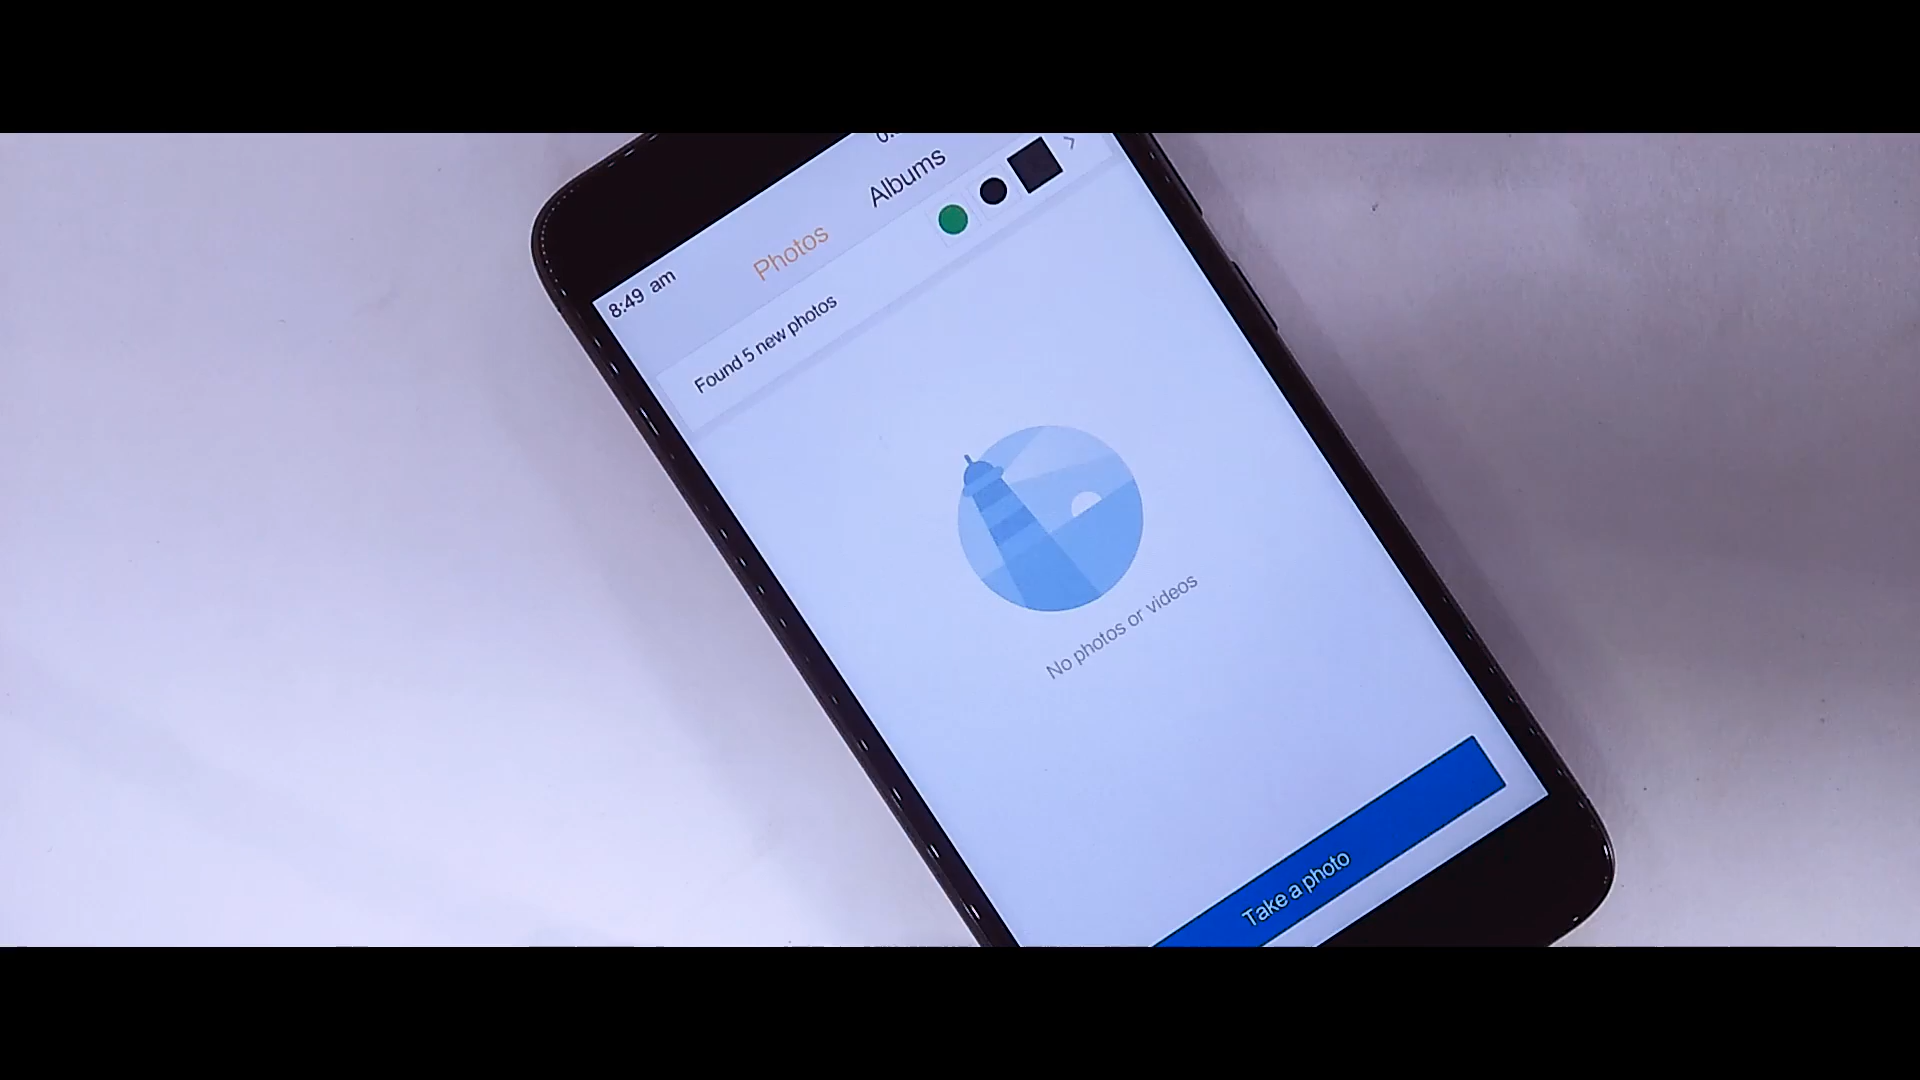 8:49 am
Photos
Albums
Found 5 new photos
No photos or videos
Take a photo